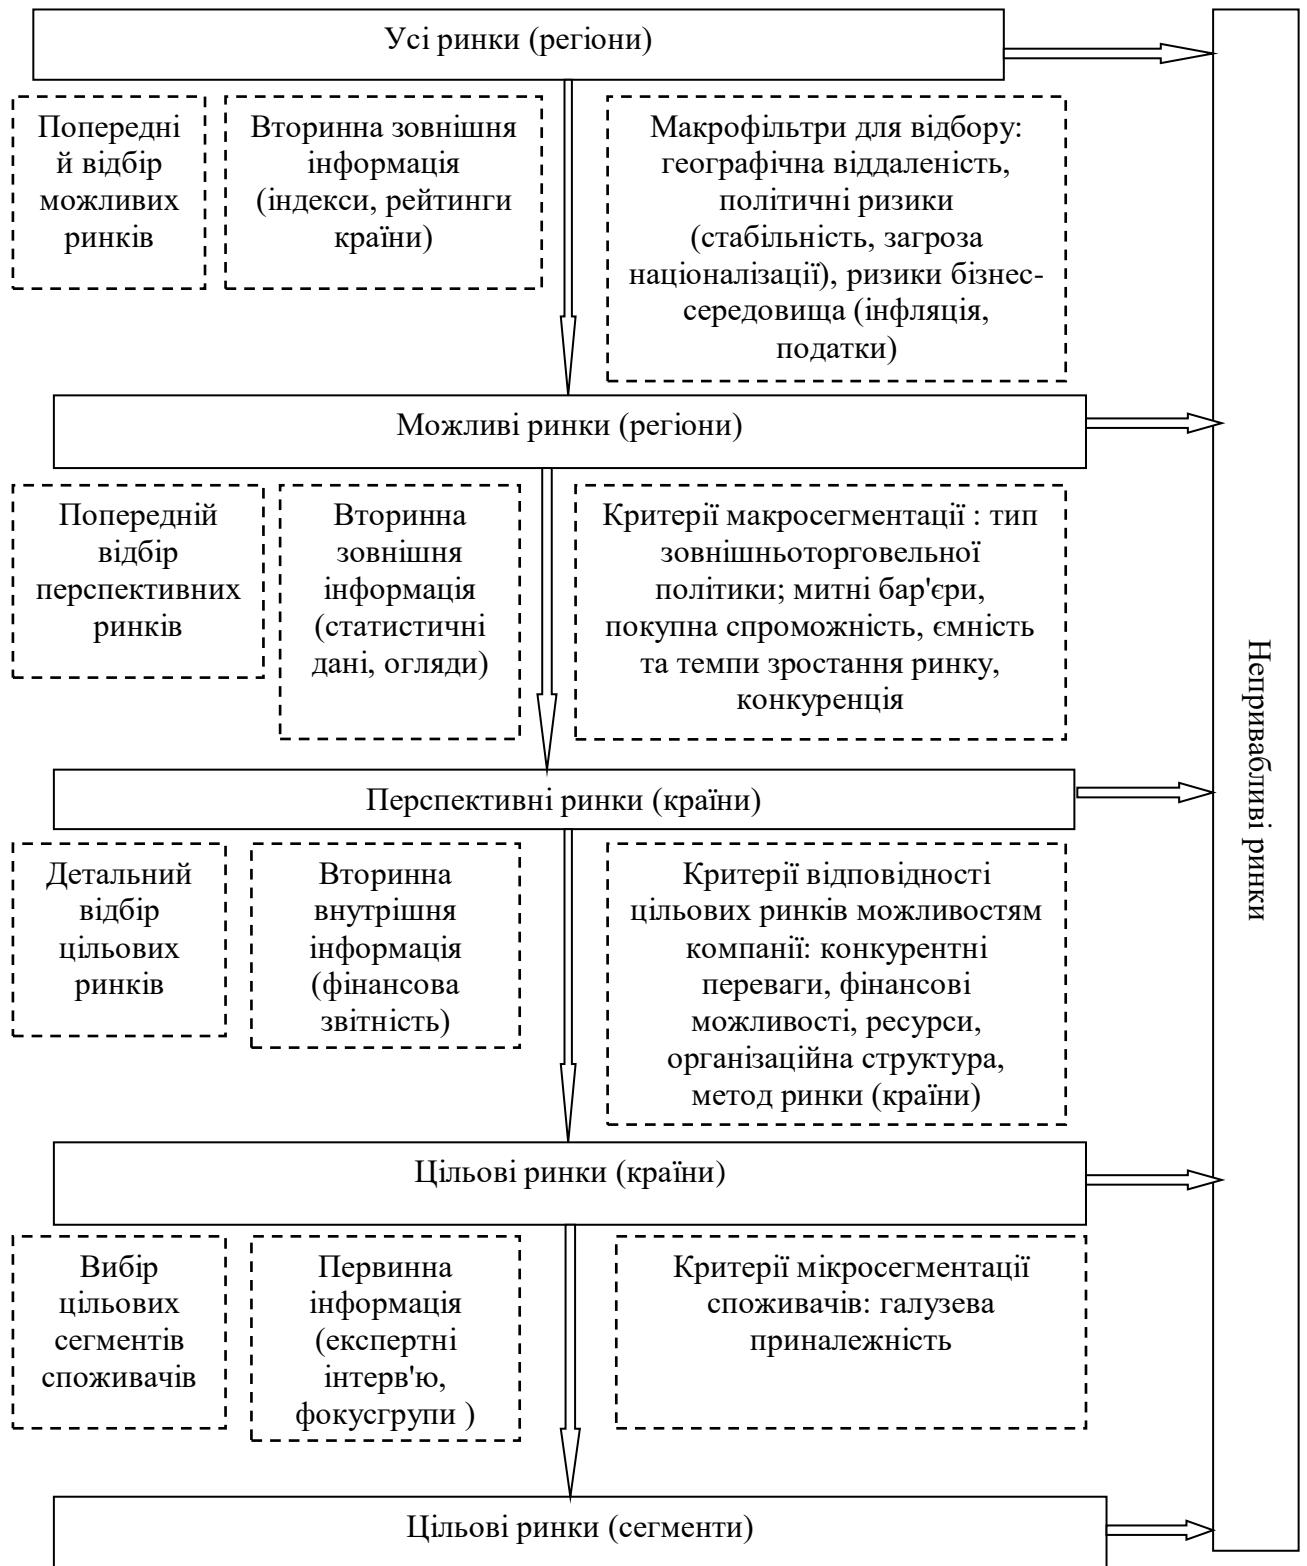 Усі ринки (регіони)
Попередні
й відбір
можливих
ринків
Вторинна зовнішня
інформація
(індекси, рейтинги
країни)
Макрофільтри для відбору:
географічна віддаленість,
політичні ризики
(стабільність, загроза
націоналізації), ризики бізнес-
середовища (інфляція,
податки)
Можливі ринки (регіони)
Попередній
відбір
перспективних
ринків
Вторинна
зовнішня
інформація
(статистичні
дані, огляди)
Критерії макросегментації : тип
зовнішньоторговельної
політики; митні бар'єри,
покупна спроможність, ємність
та темпи зростання ринку,
конкуренція
Перспективні ринки (країни)
Детальний
відбір
цільових
ринків
Вторинна
внутрішня
інформація
(фінансова
звітність)
Критерії відповідності
цільових ринків можливостям
компанії: конкурентні
переваги, фінансові
можливості, ресурси,
організаційна структура,
метод ринки (країни)
Цільові ринки (країни)
Вибір
цільових
сегментів
споживачів
Первинна
інформація
(експертні
інтерв'ю,
фокусгрупи )
Критерії мікросегментації
споживачів: галузева
приналежність
Цільові ринки (сегменти)
Непривабливі ринки